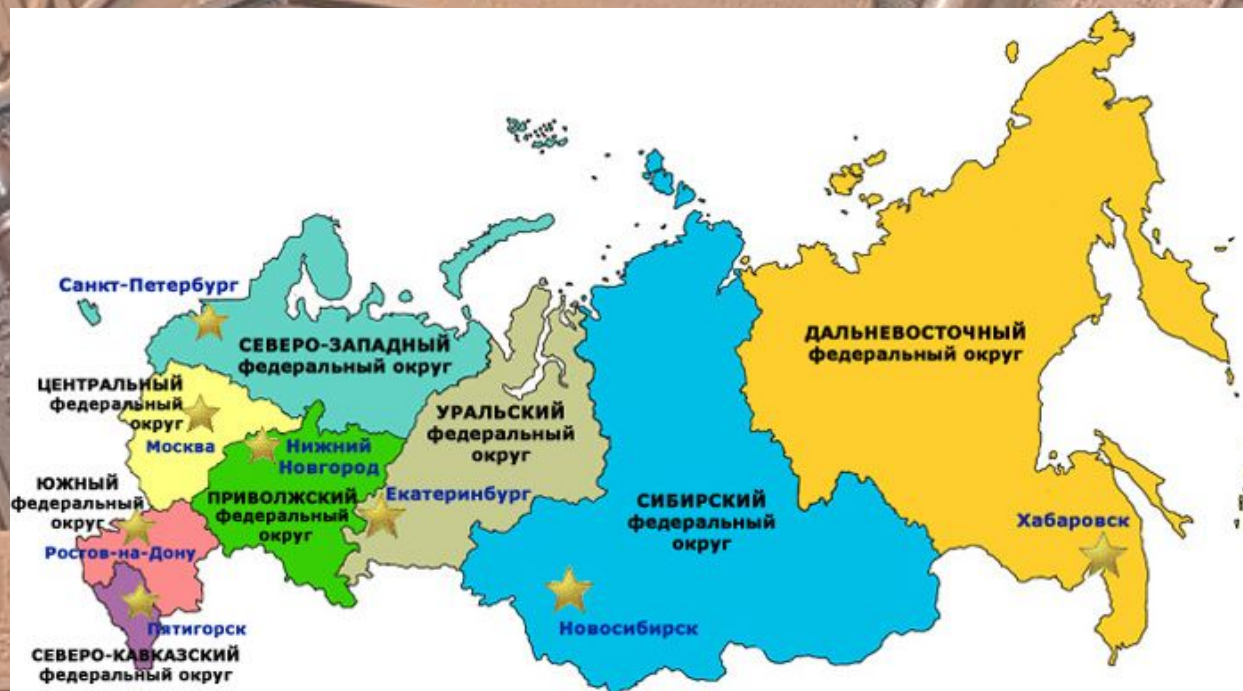 Санкт-Петербург
СЕВЕРО-ЗАПАДНЫЙ
федеральный округ
ЦЕНТРАЛЬНЫЙ
федеральный
округ
Москва
Нижний
Новгород
УРАЛЬСКИЙ
федеральный
округ
ДАЛЬНЕВОСТОЧНЫЙ
федеральный округ
ЮЖНЫЙ
федеральный
округ
Ростов-на-Дону
ПРИВОЛЖСКИЙ
федеральный
округ
Екатеринбург
СИБИРСКИЙ
федеральный
округ
Хабаровск
Пятигорск
Новосибирск
СЕВЕРО-КАВКАЗСКИЙ
федеральный округ